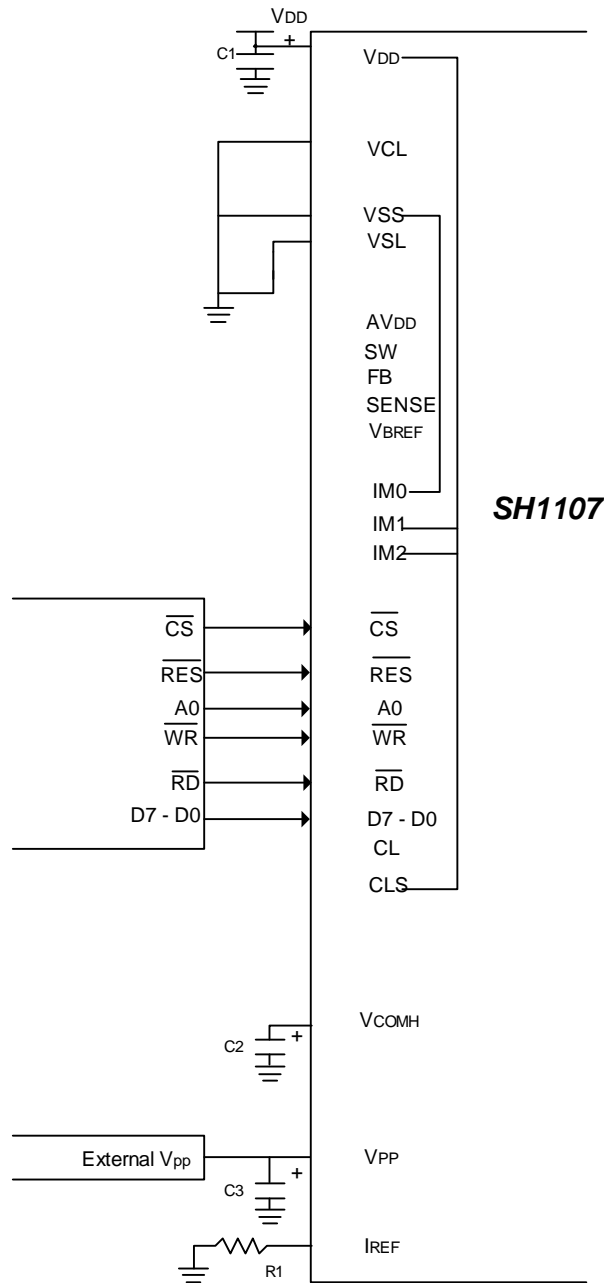 VDD
+
C1
VDD
VCL
VSS
VSL
AVDD
SW
FB
SENSE
VBREF
IM0
IM1
IM2
SH1107
CS CS
RES RES
A0 A0
WR WR
RD RD
D7 - D0 D7 - D0
CL
CLS
VCOMH
C2 +
External Vpp VPP
C3 +
IREF
R1